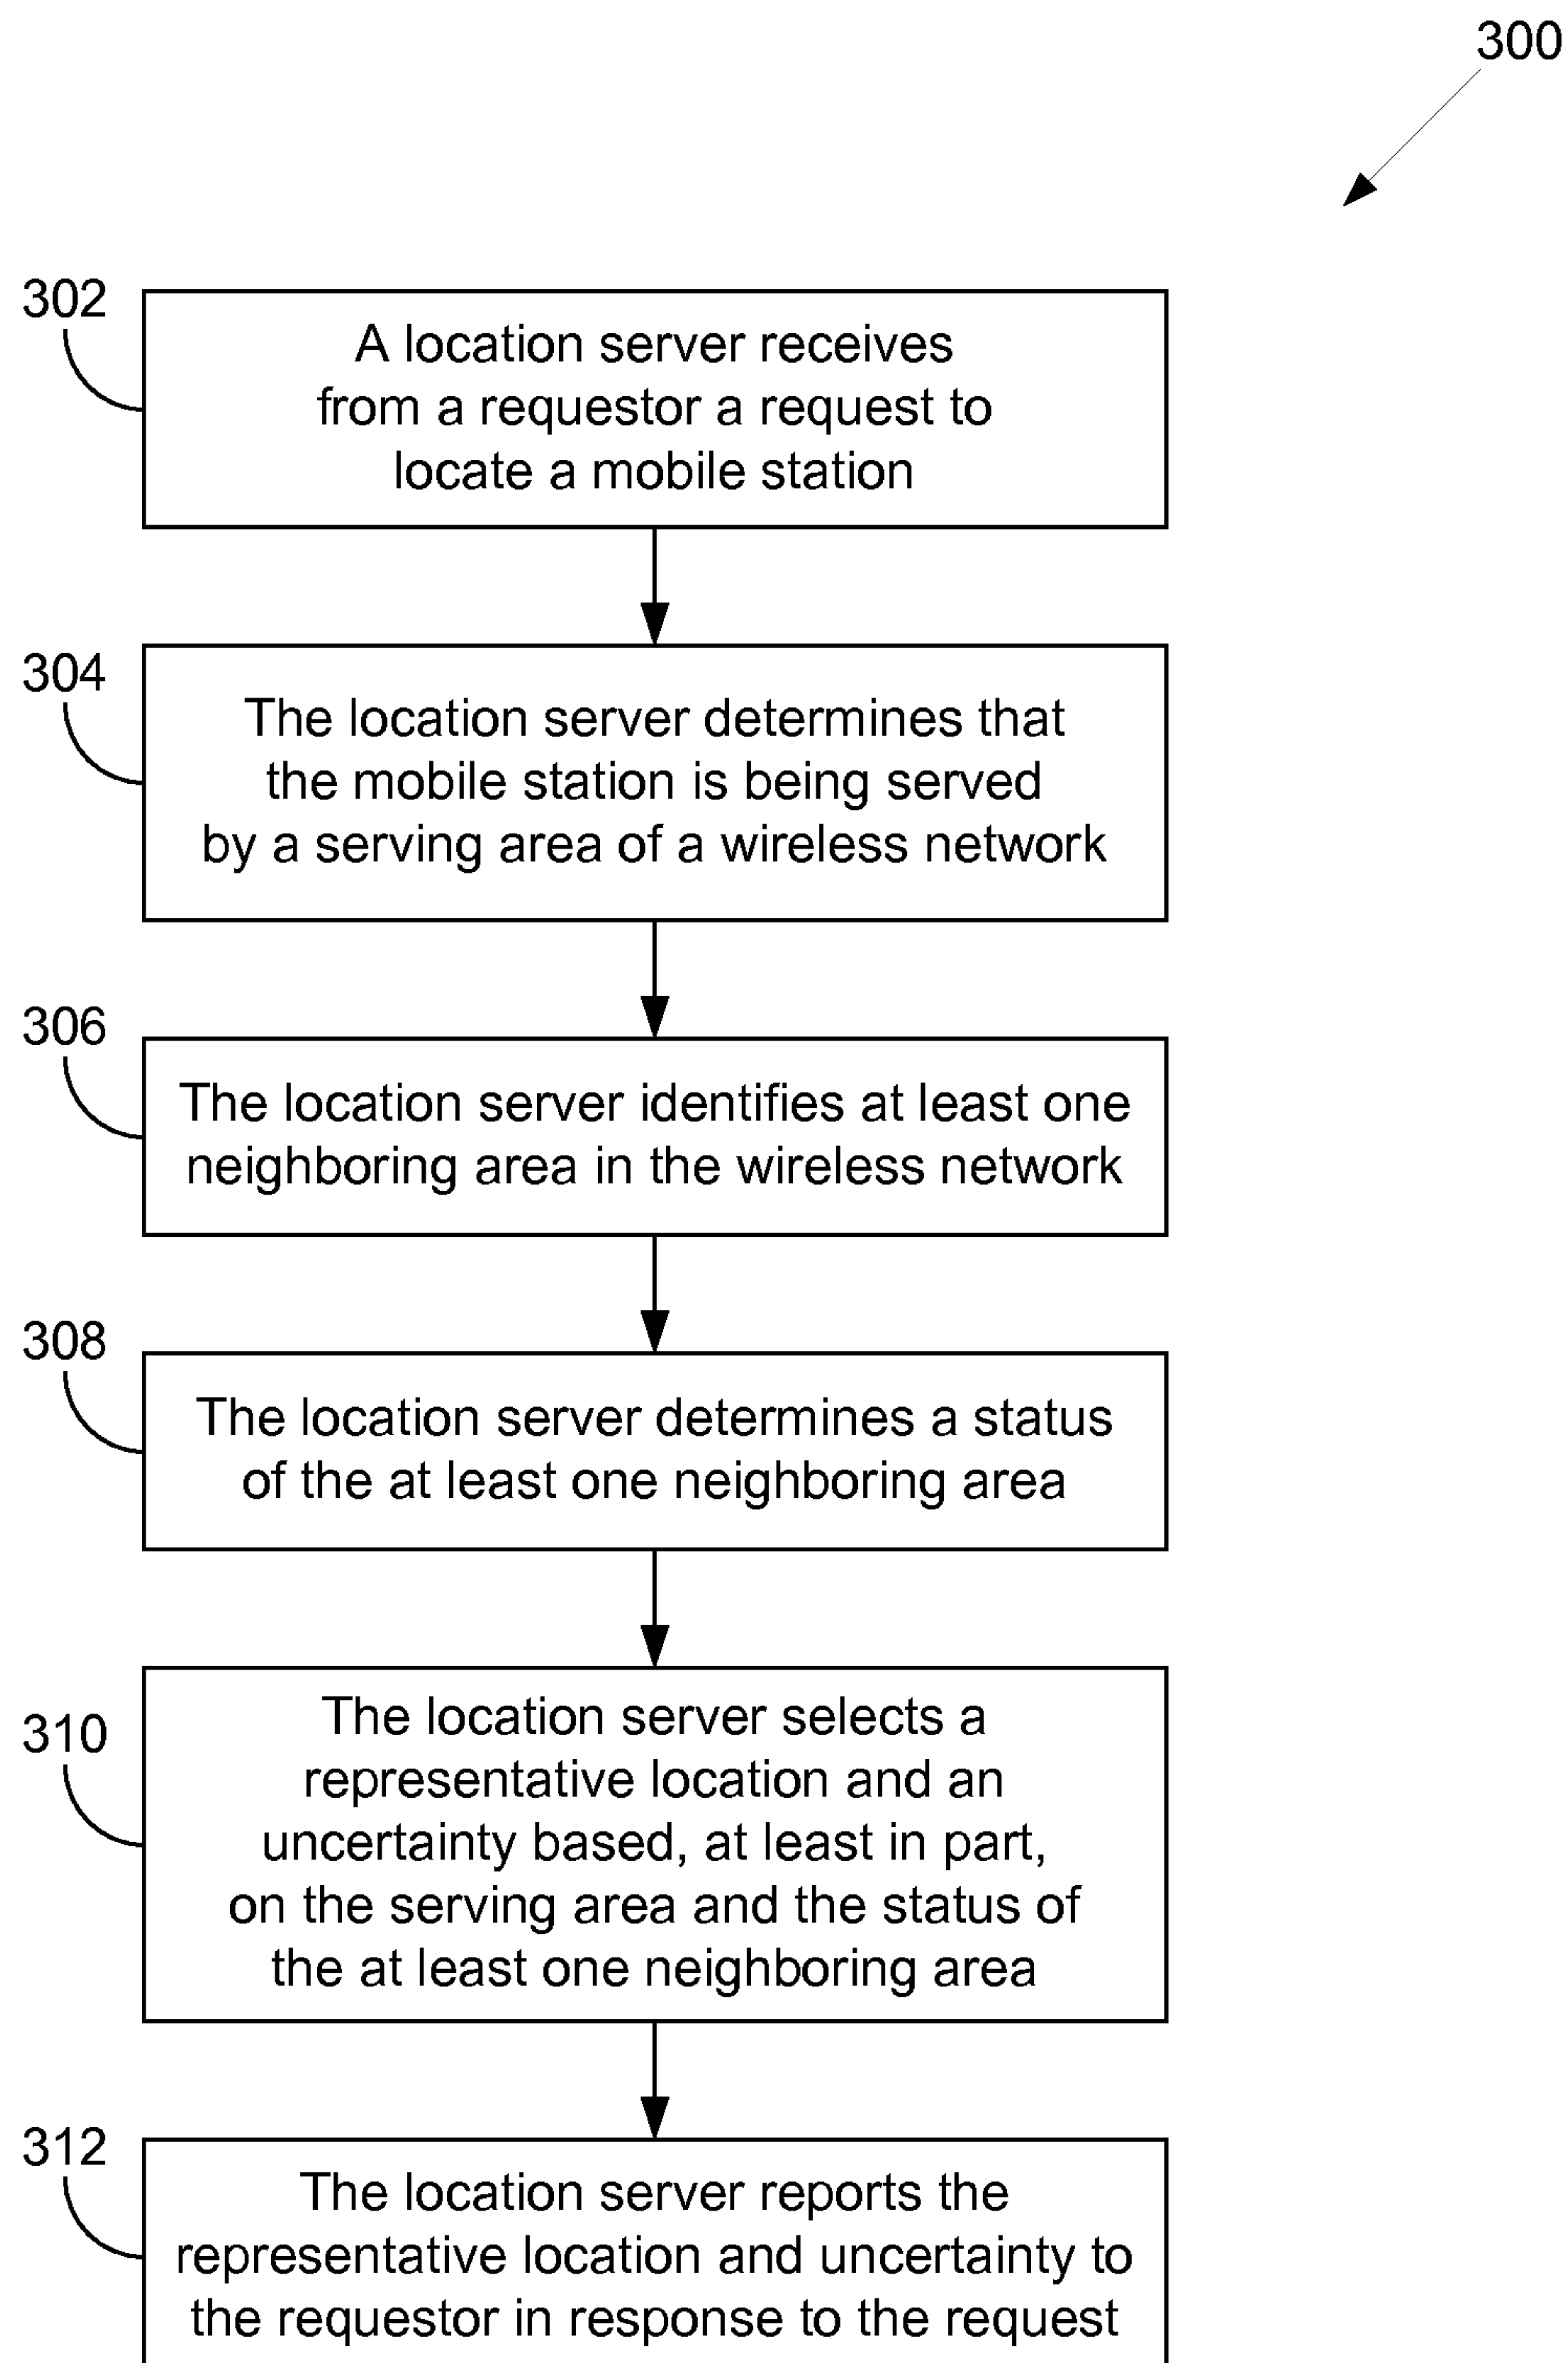 300
302
A location server receives
from a requestor a request to
locate a mobile station
304
The location server determines that
the mobile station is being served
by a serving area of a wireless network
306
The location server identifies at least one
neighboring area in the wireless network
308
The location server determines a status
of the at least one neighboring area
310
The location server selects a
representative location and an
uncertainty based, at least in part,
on the serving area and the status of
the at least one neighboring area
312
The location server reports the
representative location and uncertainty to
the requestor in response to the request